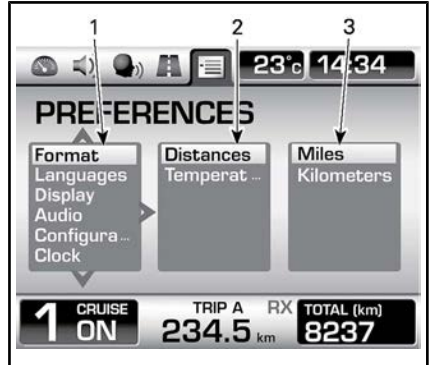 1 2 3
23°c 14:34
PREFERENCES
Format Distances Miles
Languages Temperat ... Kilometers
Display
Audio
Configura ...
Clock
1 CRUISE ON TRIP A 234.5 km RX TOTAL (km) 8237